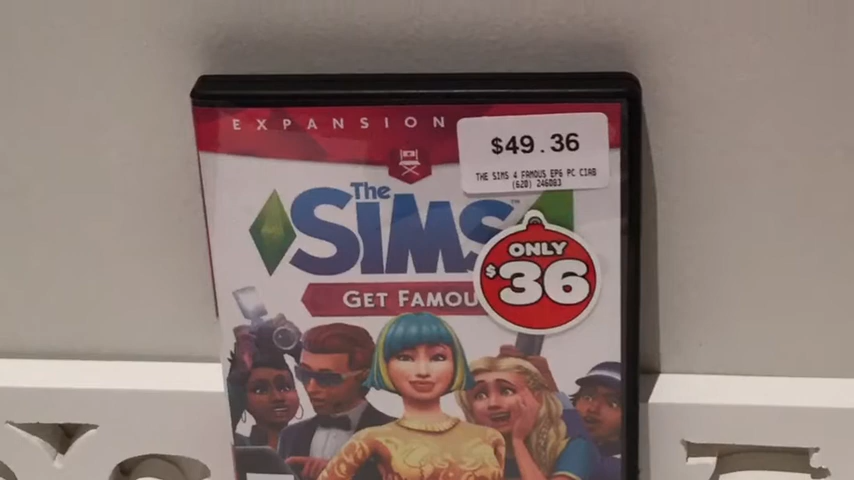 EXPANSION
$49.36
THE SIMS 4 FAMOUS EP6 PC CIAB
(620) 246083
The
SIMS
ONLY
$36
GET FAMOU